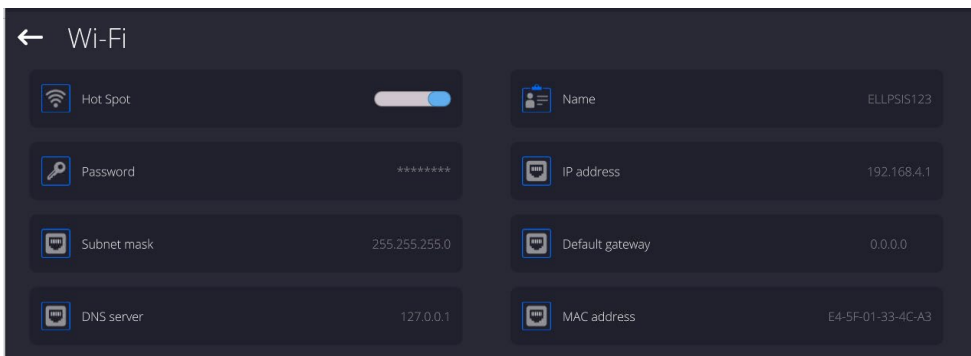 Wi-Fi
Hot Spot
Name ELLPSIS123
Password ********
IP address 192.168.4.1
Subnet mask 255.255.255.0
Default gateway 0.0.0.0
DNS server 127.0.0.1
MAC address E4-5F-01-33-4C-A3